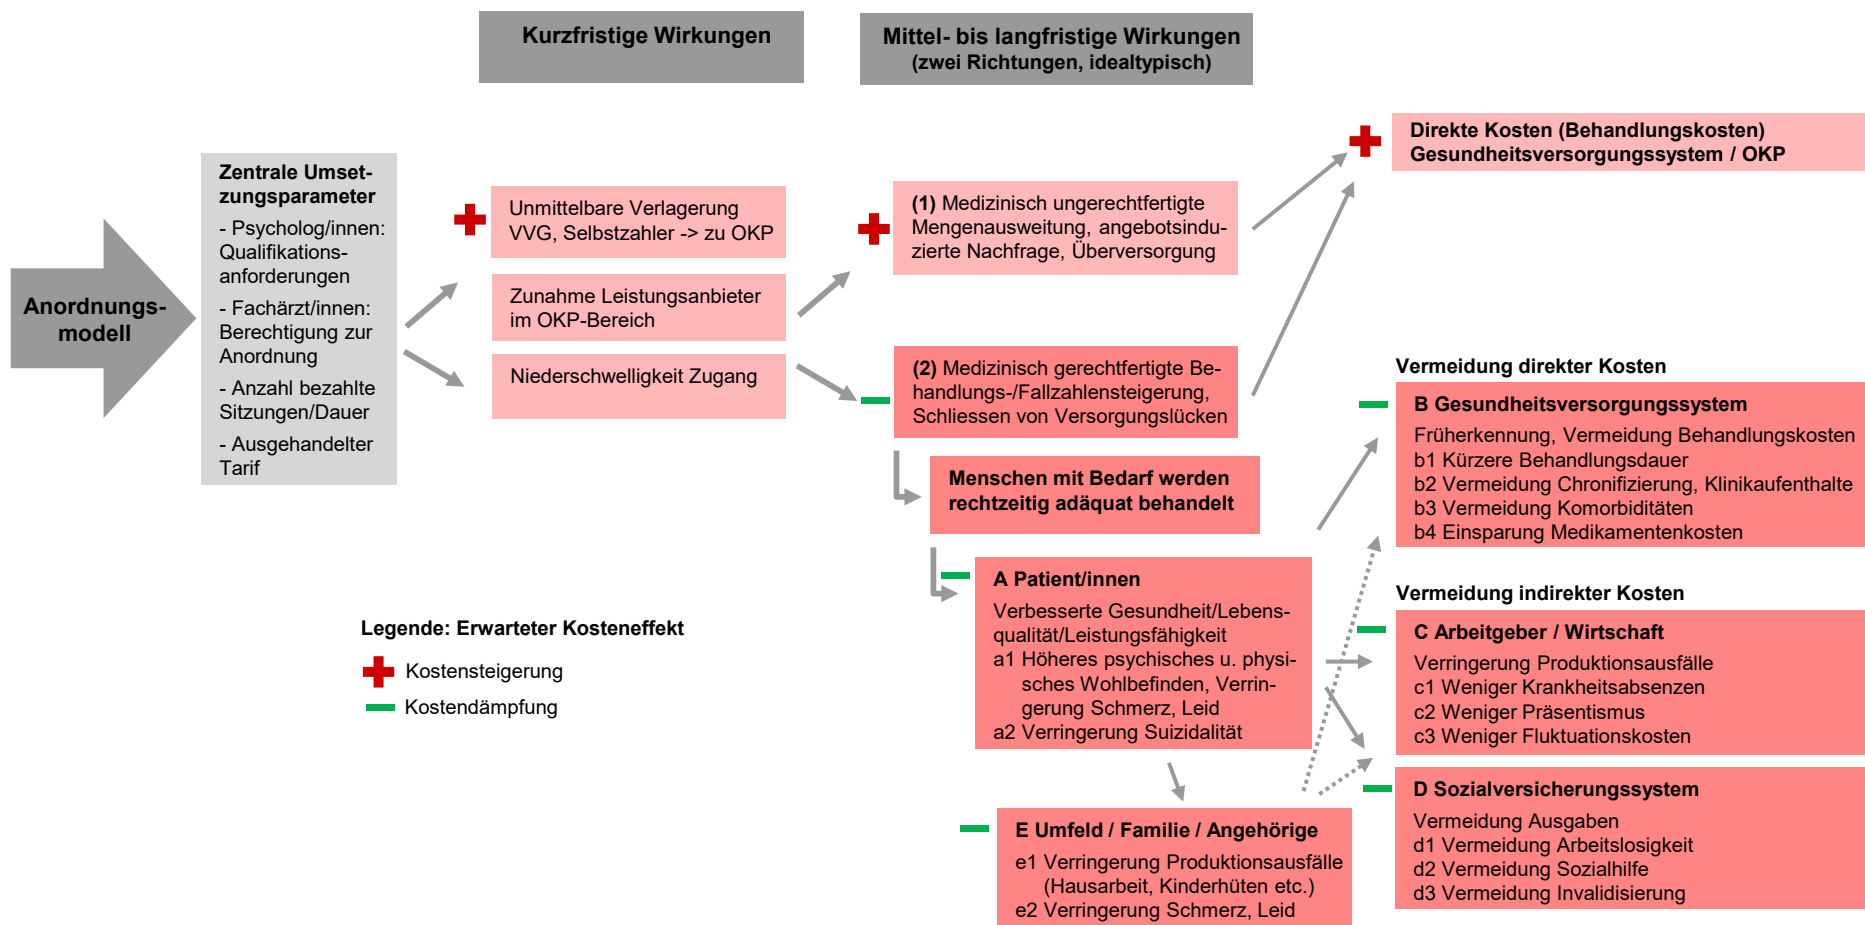 Kurzfristige Wirkungen
Mittel- bis langfristige Wirkungen
(zwei Richtungen, idealtypisch)
Anordnungs-
modell
Zentrale Umset-
zungsparameter
- Psycholog/innen:
Qualifikations-
anforderungen
- Fachärzt/innen:
Berechtigung zur
Anordnung
- Anzahl bezahlte
Sitzungen/Dauer
- Ausgehandelter
Tarif
Unmittelbare Verlagerung
VVG, Selbstzahler -> zu OKP
Zunahme Leistungsanbieter
im OKP-Bereich
Niederschwelligkeit Zugang
(1) Medizinisch ungerechtfertigte
Mengenausweitung, angebotsindu-
zierte Nachfrage, Überversorgung
(2) Medizinisch gerechtfertigte Be-
handlungs-/Fallzahlensteigerung,
Schliessen von Versorgungslücken
Menschen mit Bedarf werden
rechtzeitig adäquat behandelt
A Patient/innen
Verbesserte Gesundheit/Lebens-
qualität/Leistungsfähigkeit
a1 Höheres psychisches u. physi-
sches Wohlbefinden, Verrin-
gerung Schmerz, Leid
a2 Verringerung Suizidalität
E Umfeld / Familie / Angehörige
e1 Verringerung Produktionsausfälle
(Hausarbeit, Kinderhüten etc.)
e2 Verringerung Schmerz, Leid
Direkte Kosten (Behandlungskosten)
Gesundheitsversorgungssystem / OKP
Vermeidung direkter Kosten
B Gesundheitsversorgungssystem
Früherkennung, Vermeidung Behandlungskosten
b1 Kürzere Behandlungsdauer
b2 Vermeidung Chronifizierung, Klinikaufenthalte
b3 Vermeidung Komorbiditäten
b4 Einsparung Medikamentenkosten
Vermeidung indirekter Kosten
C Arbeitgeber / Wirtschaft
Verringerung Produktionsausfälle
c1 Weniger Krankheitsabsenzen
c2 Weniger Präsentismus
c3 Weniger Fluktuationskosten
D Sozialversicherungssystem
Vermeidung Ausgaben
d1 Vermeidung Arbeitslosigkeit
d2 Vermeidung Sozialhilfe
d3 Vermeidung Invalidisierung
Legende: Erwarteter Kosteneffekt
Kostensteigerung
Kostendämpfung